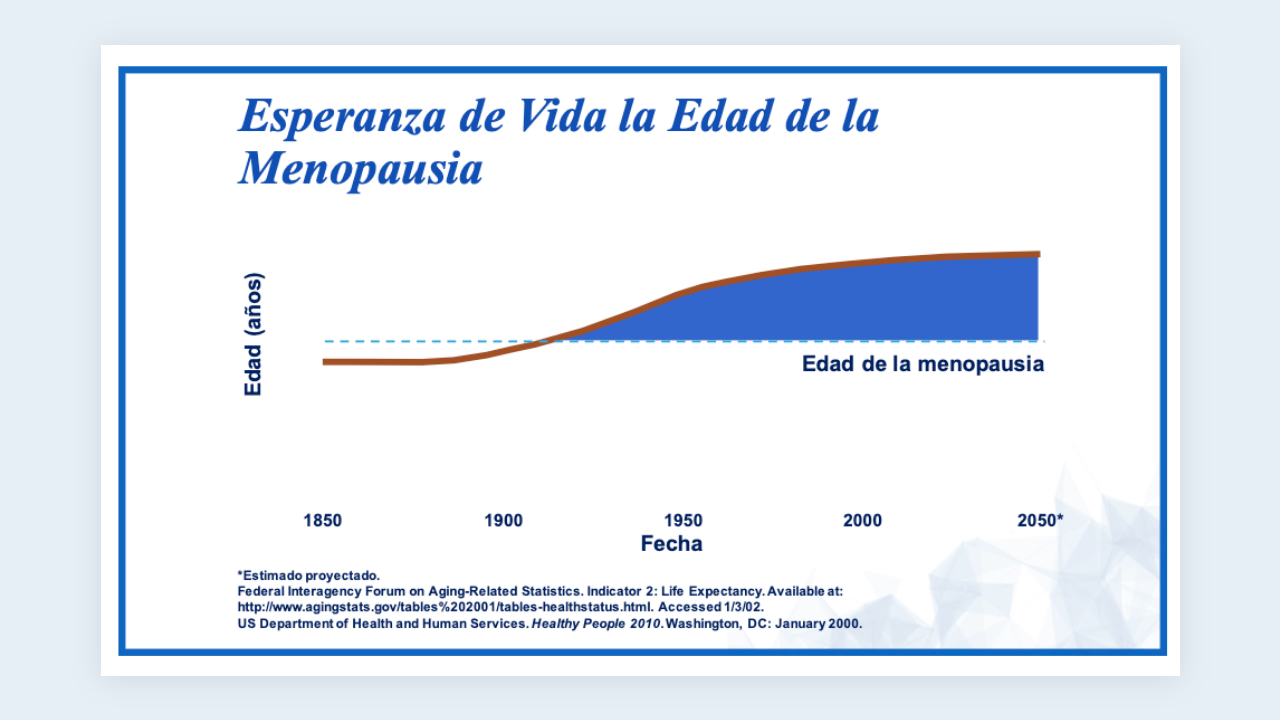 Esperanza de Vida la Edad de la
Menopausia
Edad (años)
Edad de la menopausia
1850 1900 1950 2000 2050*
Fecha
*Estimado proyectado.
Federal Interagency Forum on Aging-Related Statistics. Indicator 2: Life Expectancy. Available at:
http://www.agingstats.gov/tables%202001/tables-healthstatus.html. Accessed 1/3/02.
US Department of Health and Human Services. Healthy People 2010. Washington, DC: January 2000.